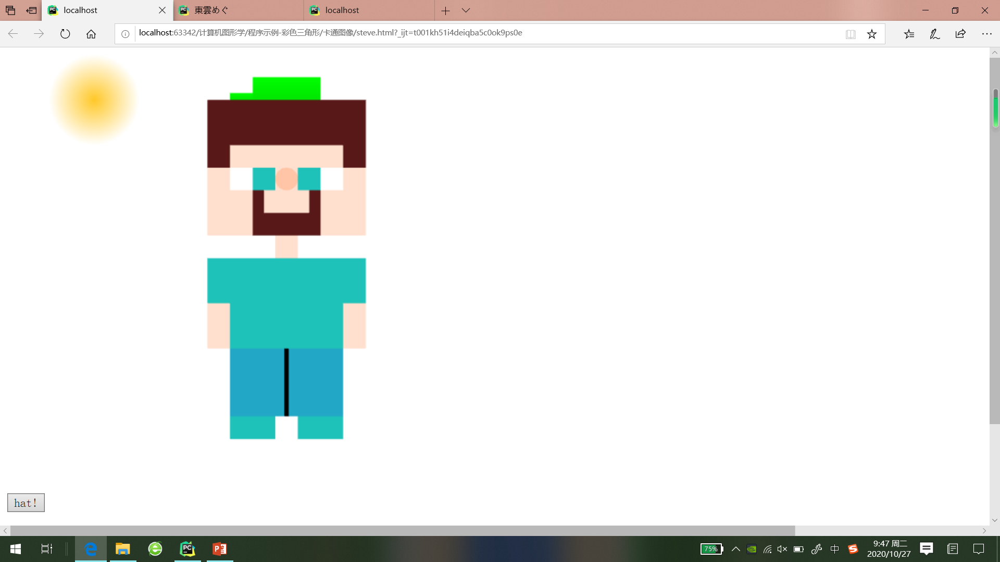 localhost
東雲めぐ
localhost
localhost:63342/计算机图形学/程序示例-彩色三角形/卡通图像/steve.html?_ijt=t001kh51i4deiqba5c0ok9ps0e
hat!
75%
中
9:47 周二
2020/10/27